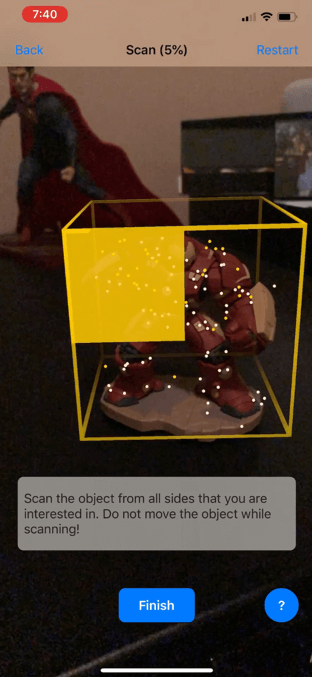 7:40
Back Scan (5%) Restart
Scan the object from all sides that you are
interested in. Do not move the object while
scanning!
Finish ?